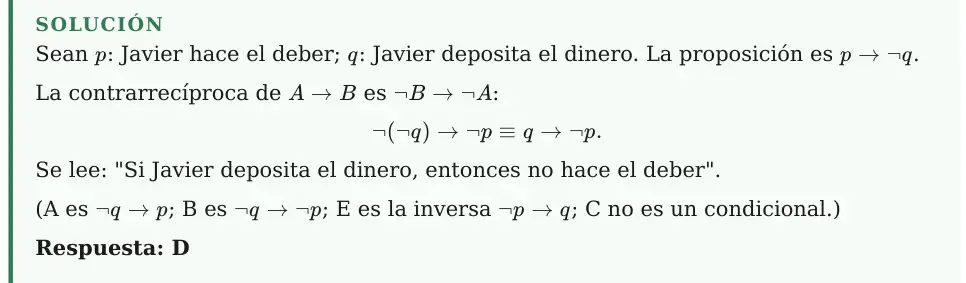 SOLUCIÓN
Sean p: Javier hace el deber; q: Javier deposita el dinero. La proposición es p → ¬q.
La contrarrecíproca de A → B es ¬B → ¬A:
¬(¬q) → ¬p ≡ q → ¬p.
Se lee: "Si Javier deposita el dinero, entonces no hace el deber".
(A es ¬q → p; B es ¬q → ¬p; E es la inversa ¬p → q; C no es un condicional.)
Respuesta: D